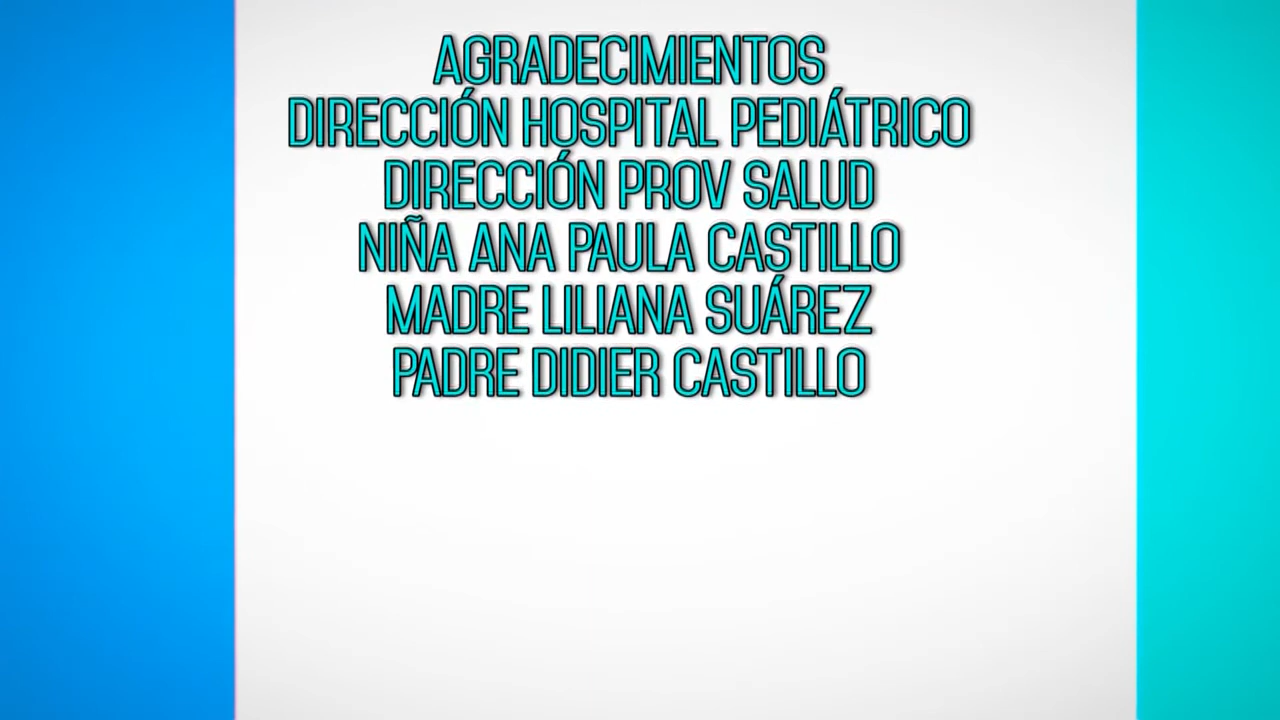 AGRADECIMIENTOS
DIRECCIÓN HOSPITAL PEDIÁTRICO
DIRECCIÓN PROV SALUD
NIÑA ANA PAULA CASTILLO
MADRE LILIANA SUÁREZ
PADRE DIDIER CASTILLO